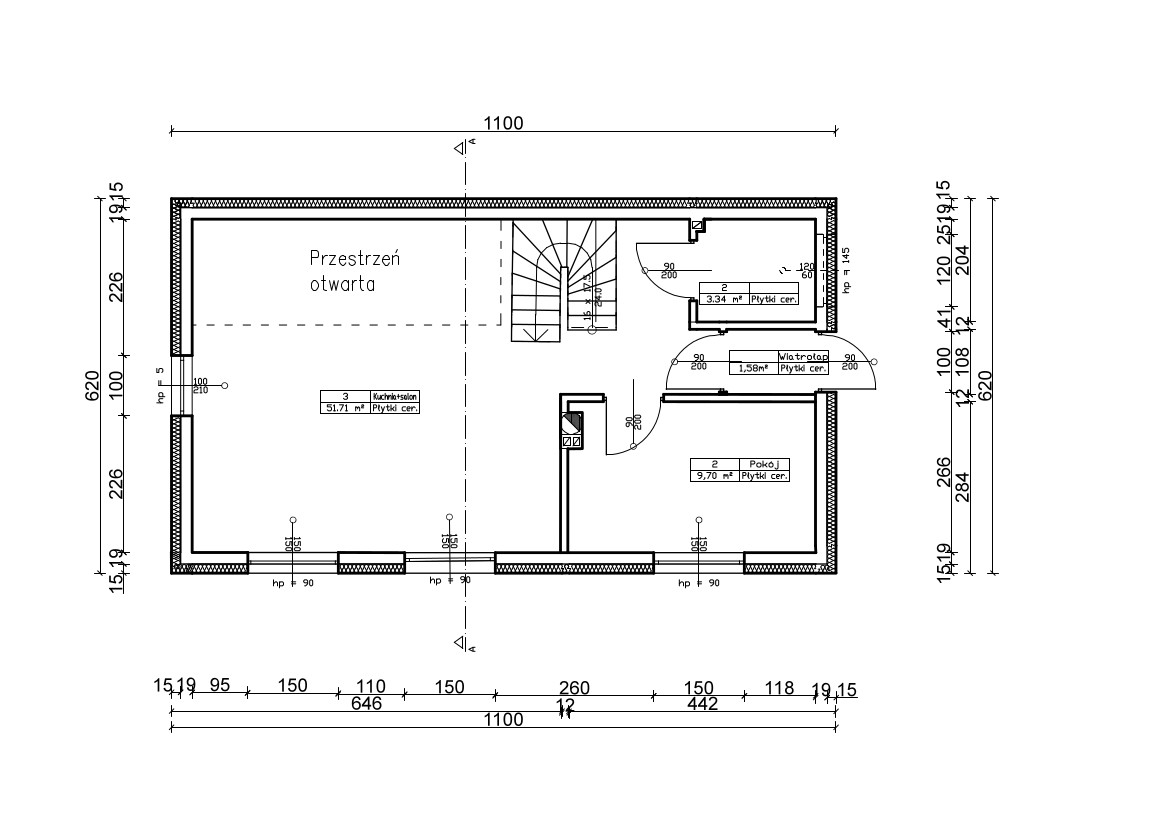 1100
A
Przestrzeń
otwarta
16 x 17.5
24.0
90
200
120
60
hp = 145
2
3.34 m²
Płytki cer.
90
200
Wiatrołap
1,58m²
Płytki cer.
90
200
hp = 5
100
210
3
Kuchnia+salon
51.71 m²
Płytki cer.
90
200
2
Pokój
9,70 m²
Płytki cer.
150
150
150
150
150
150
hp = 90
hp = 90
hp = 90
A
15
19
226
100
226
19
15
620
15
19
25
120
41
100
266
19
15
204
12
108
12
284
620
15
19
95
150
110
150
260
150
118
19
15
646
12
442
1100